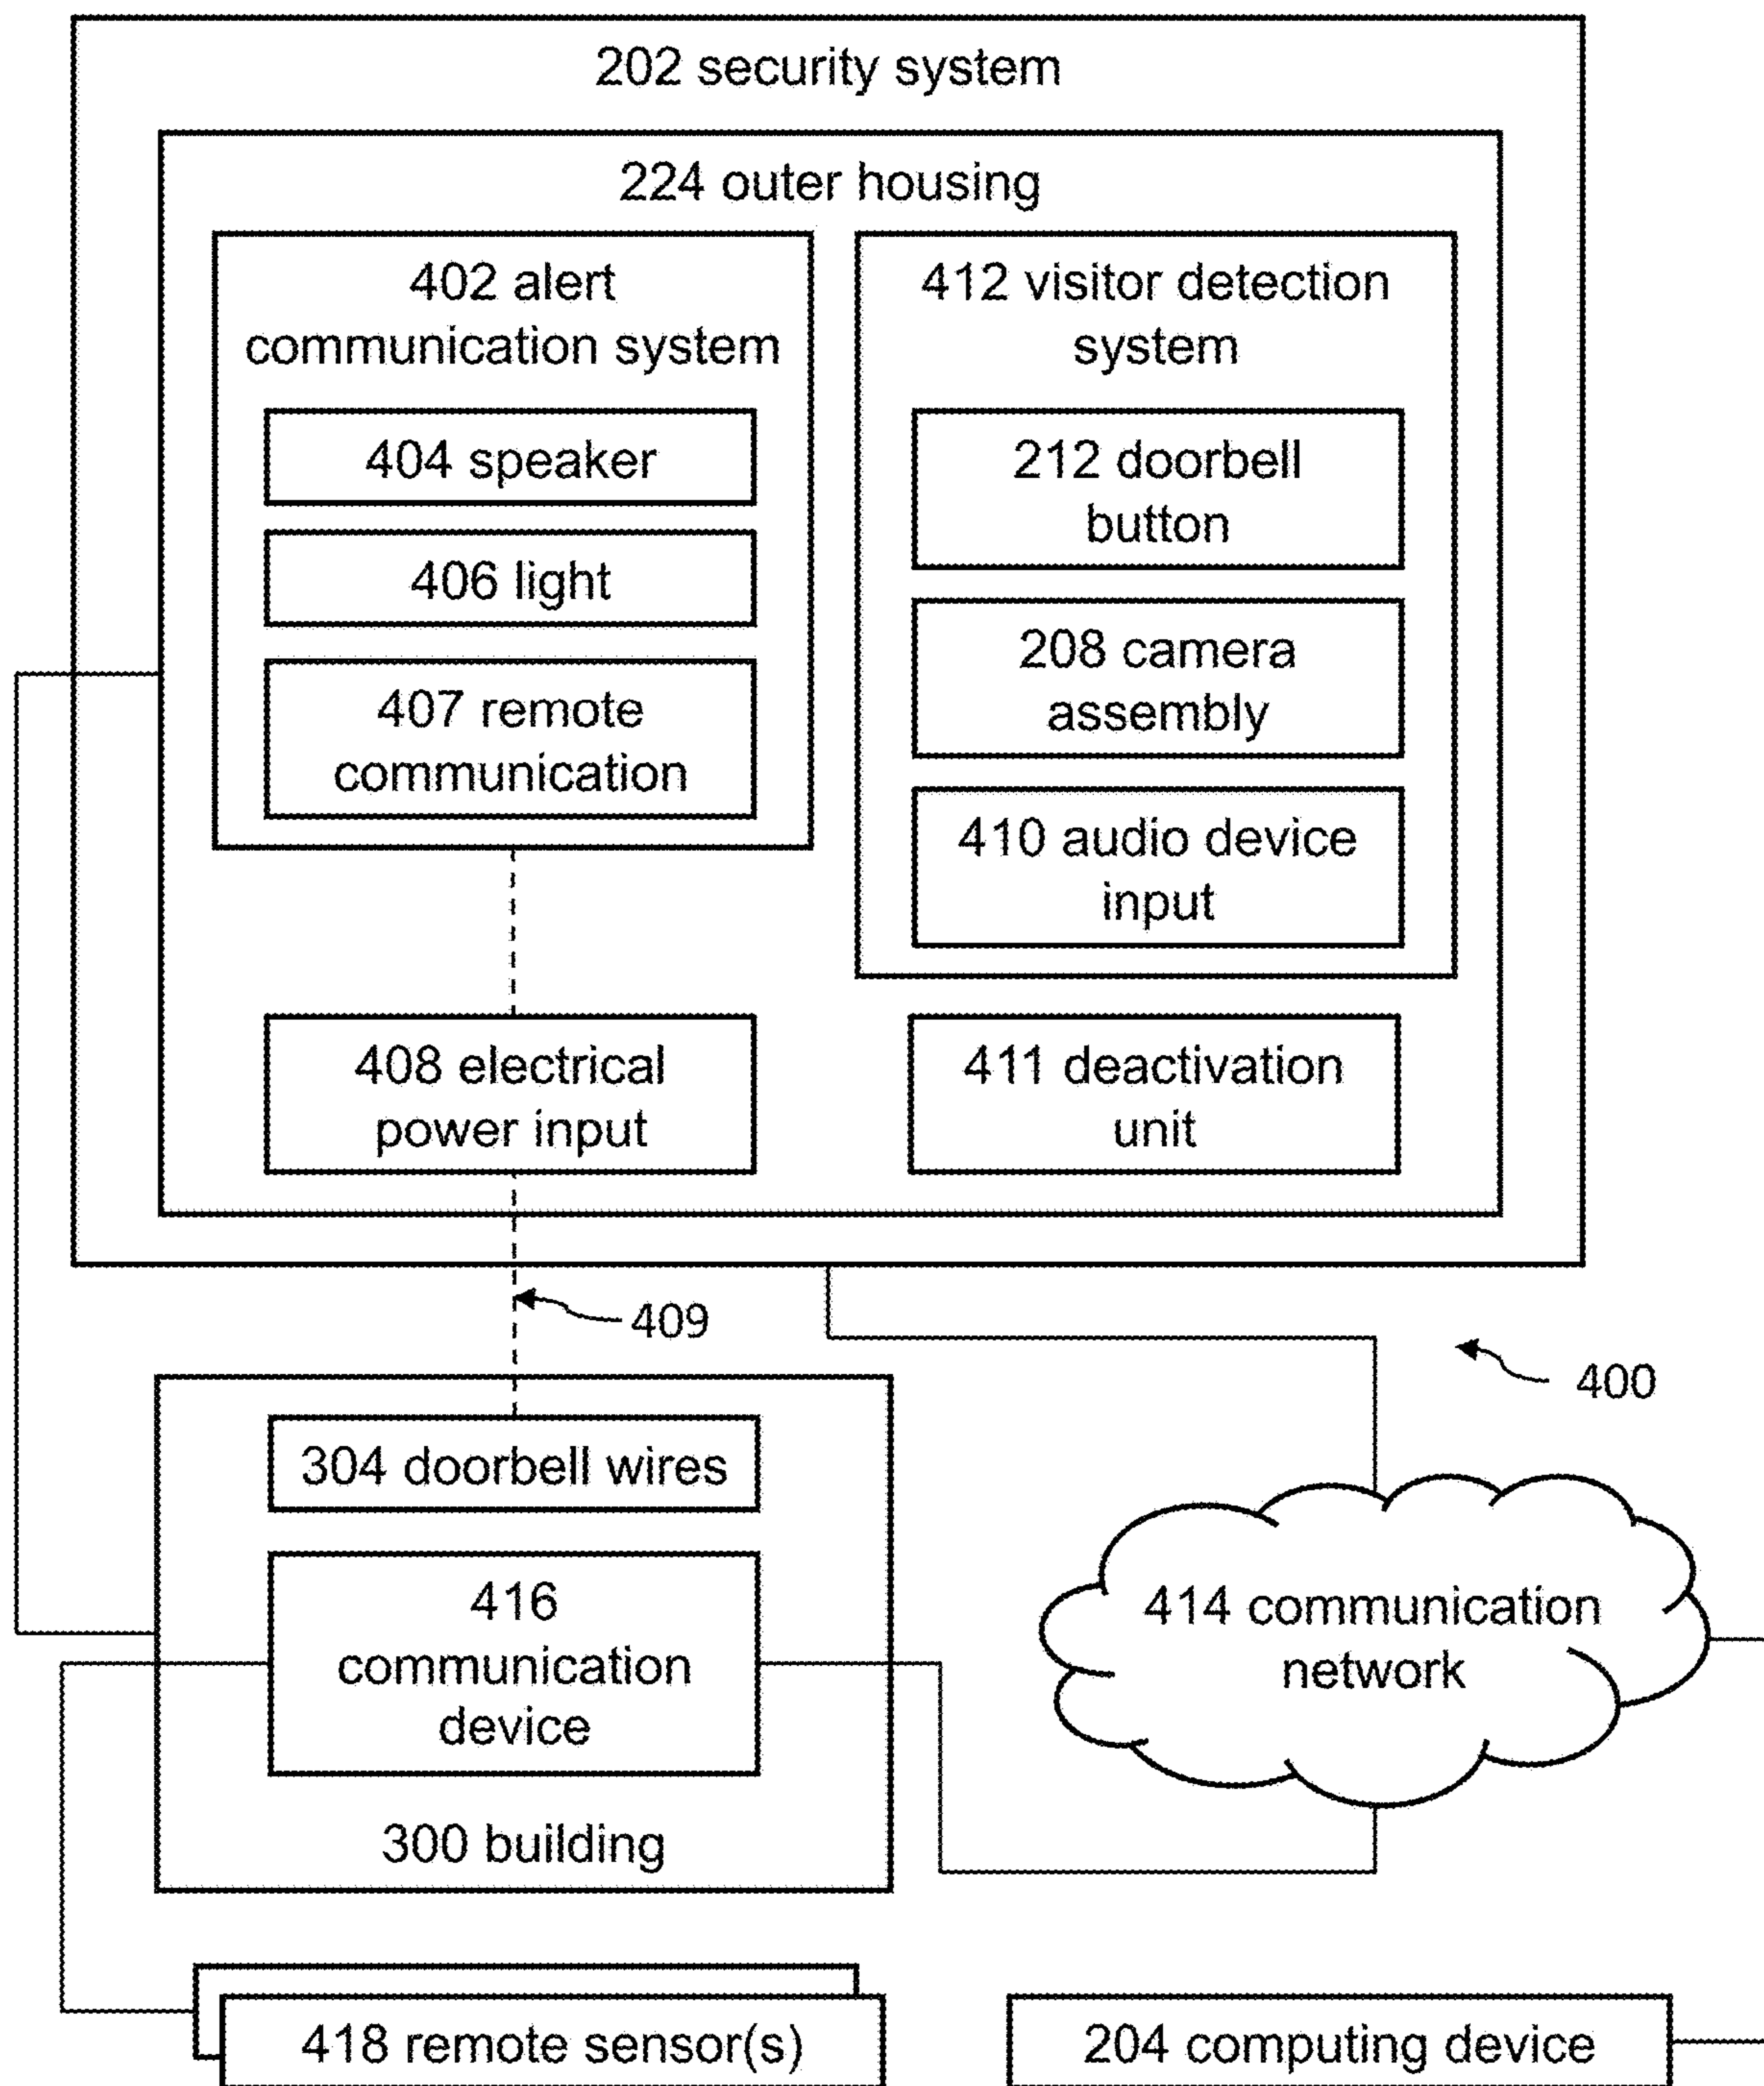 202 security system
224 outer housing
402 alert
communication system
404 speaker
406 light
407 remote
communication
412 visitor detection
system
212 doorbell
button
208 camera
assembly
410 audio device
input
408 electrical
power input
411 deactivation
unit
409
400
304 doorbell wires
416
communication
device
300 building
414 communication
network
418 remote sensor(s)
204 computing device